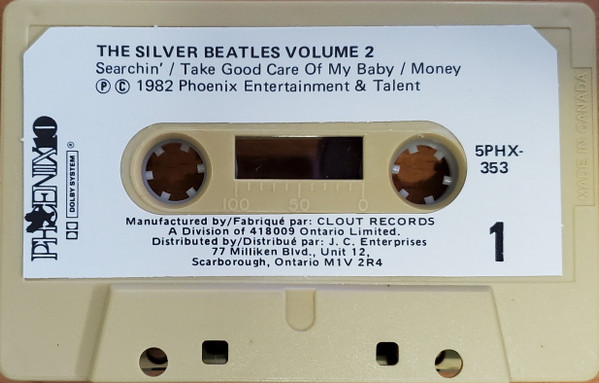 THE SILVER BEATLES VOLUME 2
Searchin' / Take Good Care Of My Baby / Money
Ⓟ © 1982 Phoenix Entertainment & Talent
PHOENIX 10
DOLBY SYSTEM ®
5PHX-
353
MADE IN CANADA
100 50 0
Manufactured by/Fabriqué par: CLOUT RECORDS
A Division of 418009 Ontario Limited.
Distributed by/Distribué par: J. C. Enterprises
77 Milliken Blvd., Unit 12,
Scarborough, Ontario M1V 2R4
1